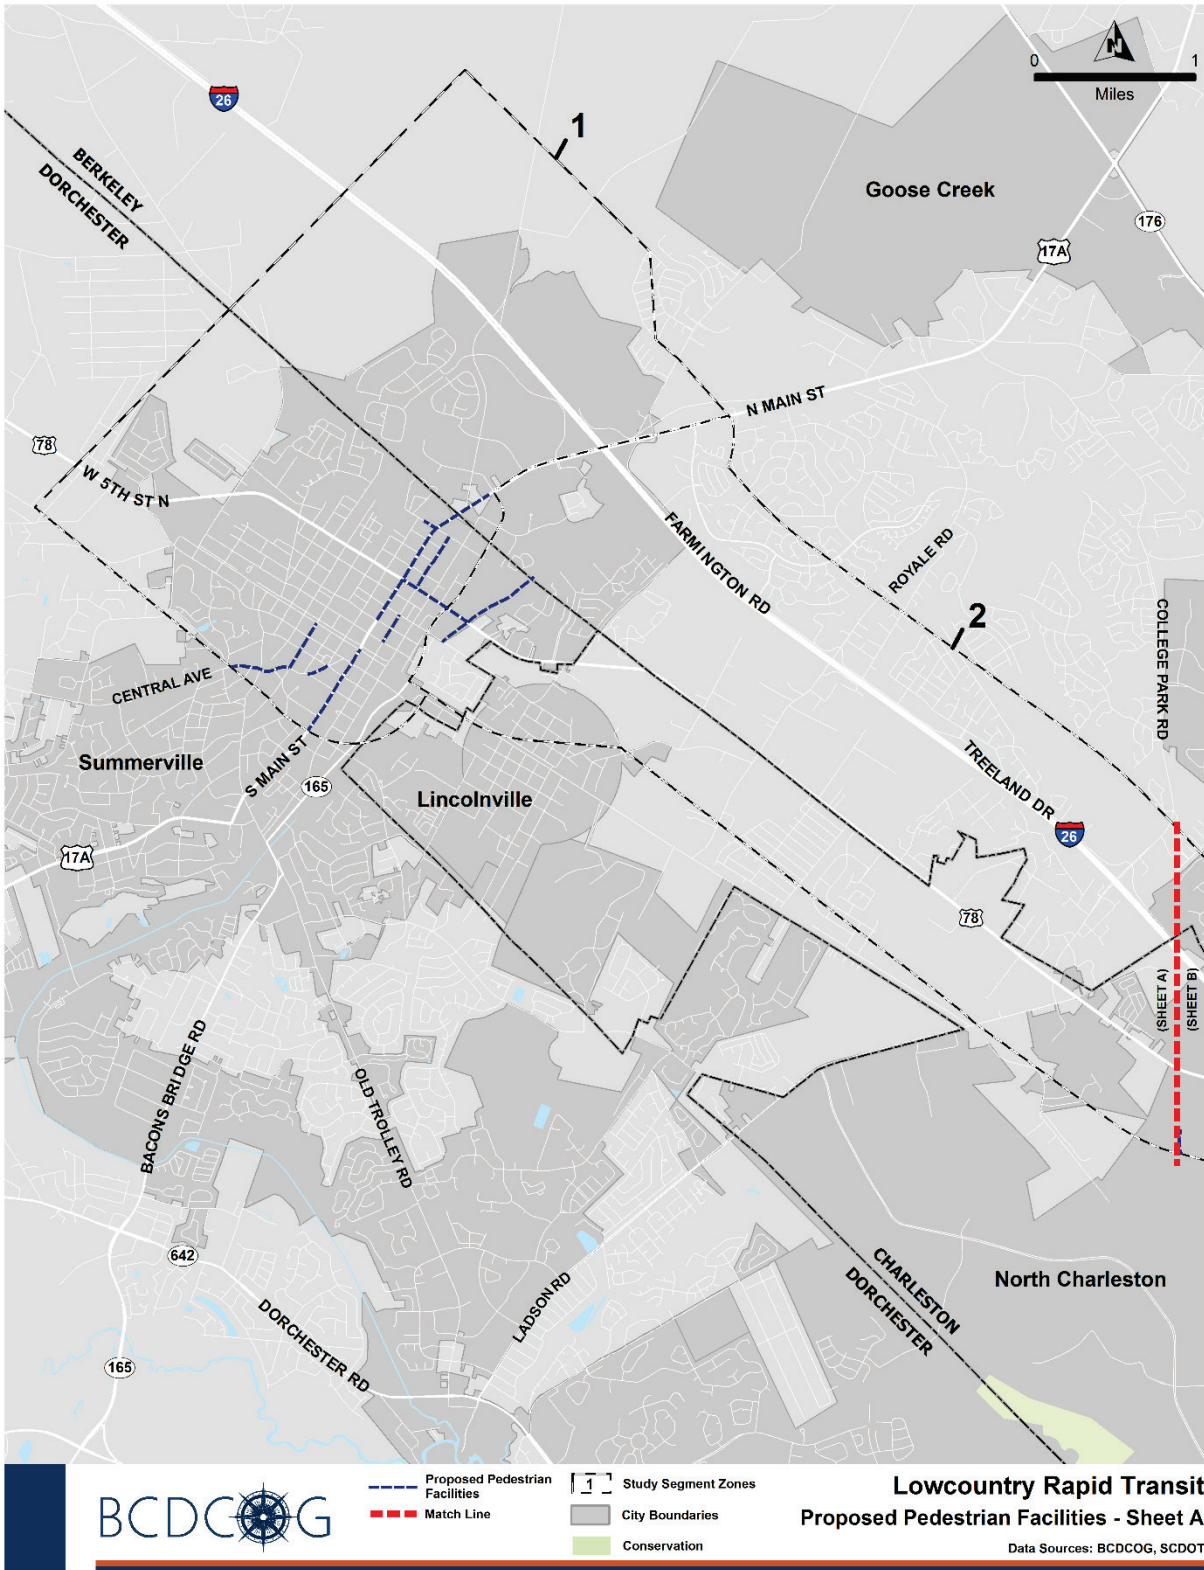 N
0 1
Miles
26
1
BERKELEY
DORCHESTER
Goose Creek
176
17A
N MAIN ST
78
W 5TH ST N
FARMINGTON RD
ROYALE RD
2
COLLEGE PARK RD
CENTRAL AVE
Summerville
S MAIN ST
165
Lincolnville
TREELAND DR
26
17A
78
(SHEET A)
(SHEET B)
BACONS BRIDGE RD
OLD TROLLEY RD
642
LADSON RD
CHARLESTON
DORCHESTER
North Charleston
DORCHESTER RD
165
BCDCOG
Proposed Pedestrian
Facilities
Match Line
1 Study Segment Zones
City Boundaries
Conservation
Lowcountry Rapid Transit
Proposed Pedestrian Facilities - Sheet A
Data Sources: BCDCOG, SCDOT